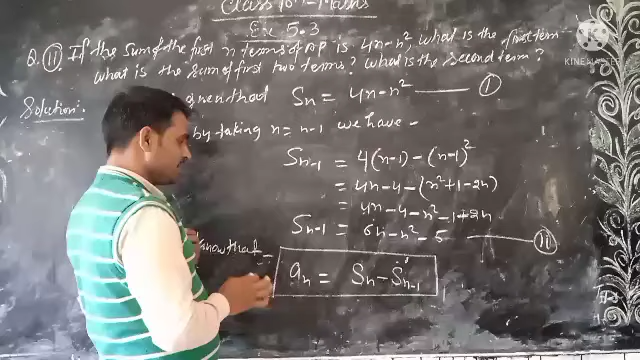 Class 10th Maths
Ex 5.3
Q. 11 If the sum of the first n terms of AP is 4n-n², what is the first term
what is the sum of first two terms? What is the second term?
Solution: given that Sn = 4n-n² — I
by taking n = n-1 we have -
Sn-1 = 4(n-1) - (n-1)²
= 4n-4-(n²+1-2n)
= 4n-4-n²-1+2n
Sn-1 = 6n-n²-5 — II
know that -
an = Sn - Sn-1
KINEMASTER